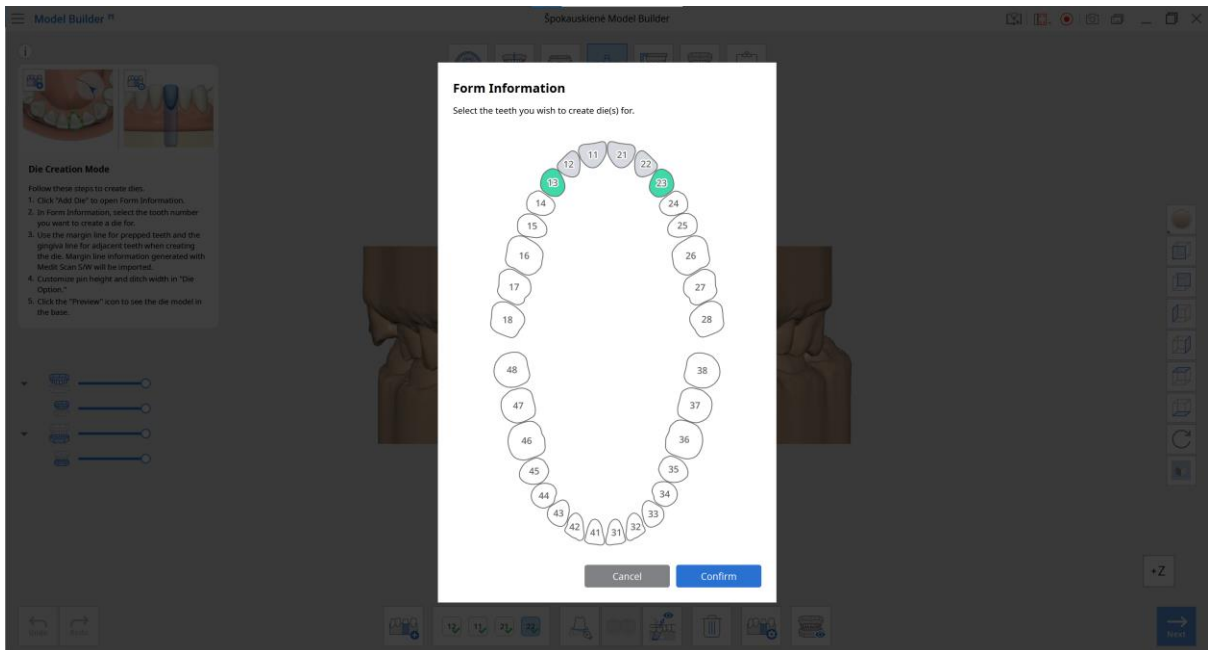 Model Builder
Špokauskienė Model Builder
Die Creation Mode
Follow these steps to create dies.
1. Click "Add Die" to open Form Information.
2. In Form Information, select the tooth number
you want to create a die for.
3. Use the margin line for prepped teeth and the
gingiva line for adjacent teeth when creating
the die. Margin line information generated with
Medit Scan S/W will be imported.
4. Customize pin height and ditch width in "Die
Option."
5. Click the "Preview" icon to see the die model in
the base.
Form Information
Select the teeth you wish to create die(s) for.
11 21
12 22
13 23
14 24
15 25
16 26
17 27
18 28
48 38
47 37
46 36
45 35
44 34
43 33
42 41 31 32
Cancel Confirm
+Z
Undo Redo
12 11 21 22
Next